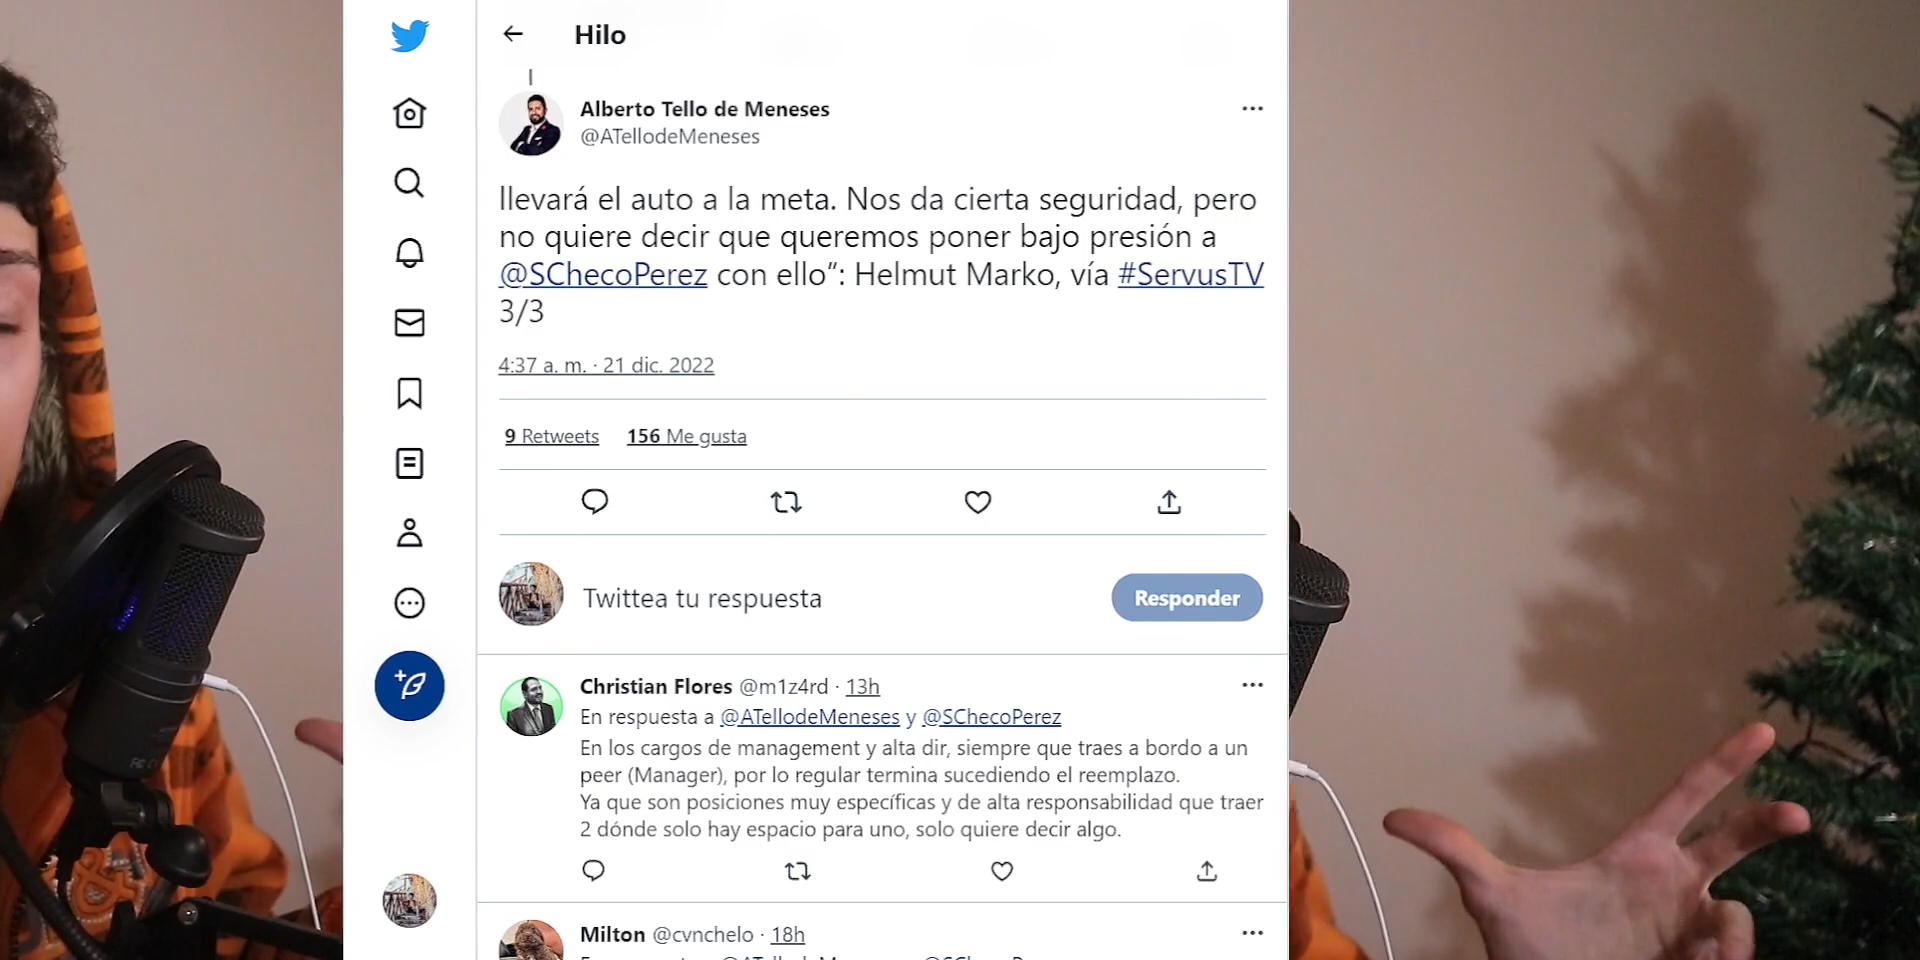 Hilo
Alberto Tello de Meneses
@ATellodeMeneses
llevará el auto a la meta. Nos da cierta seguridad, pero
no quiere decir que queremos poner bajo presión a
@SChecoPerez con ello”: Helmut Marko, vía #ServusTV
3/3
4:37 a. m. · 21 dic. 2022
9 Retweets 156 Me gusta
Twittea tu respuesta
Responder
Christian Flores @m1z4rd · 13h
En respuesta a @ATellodeMeneses y @SChecoPerez
En los cargos de management y alta dir, siempre que traes a bordo a un
peer (Manager), por lo regular termina sucediendo el reemplazo.
Ya que son posiciones muy específicas y de alta responsabilidad que traer
2 dónde solo hay espacio para uno, solo quiere decir algo.
Milton @cvnchelo · 18h